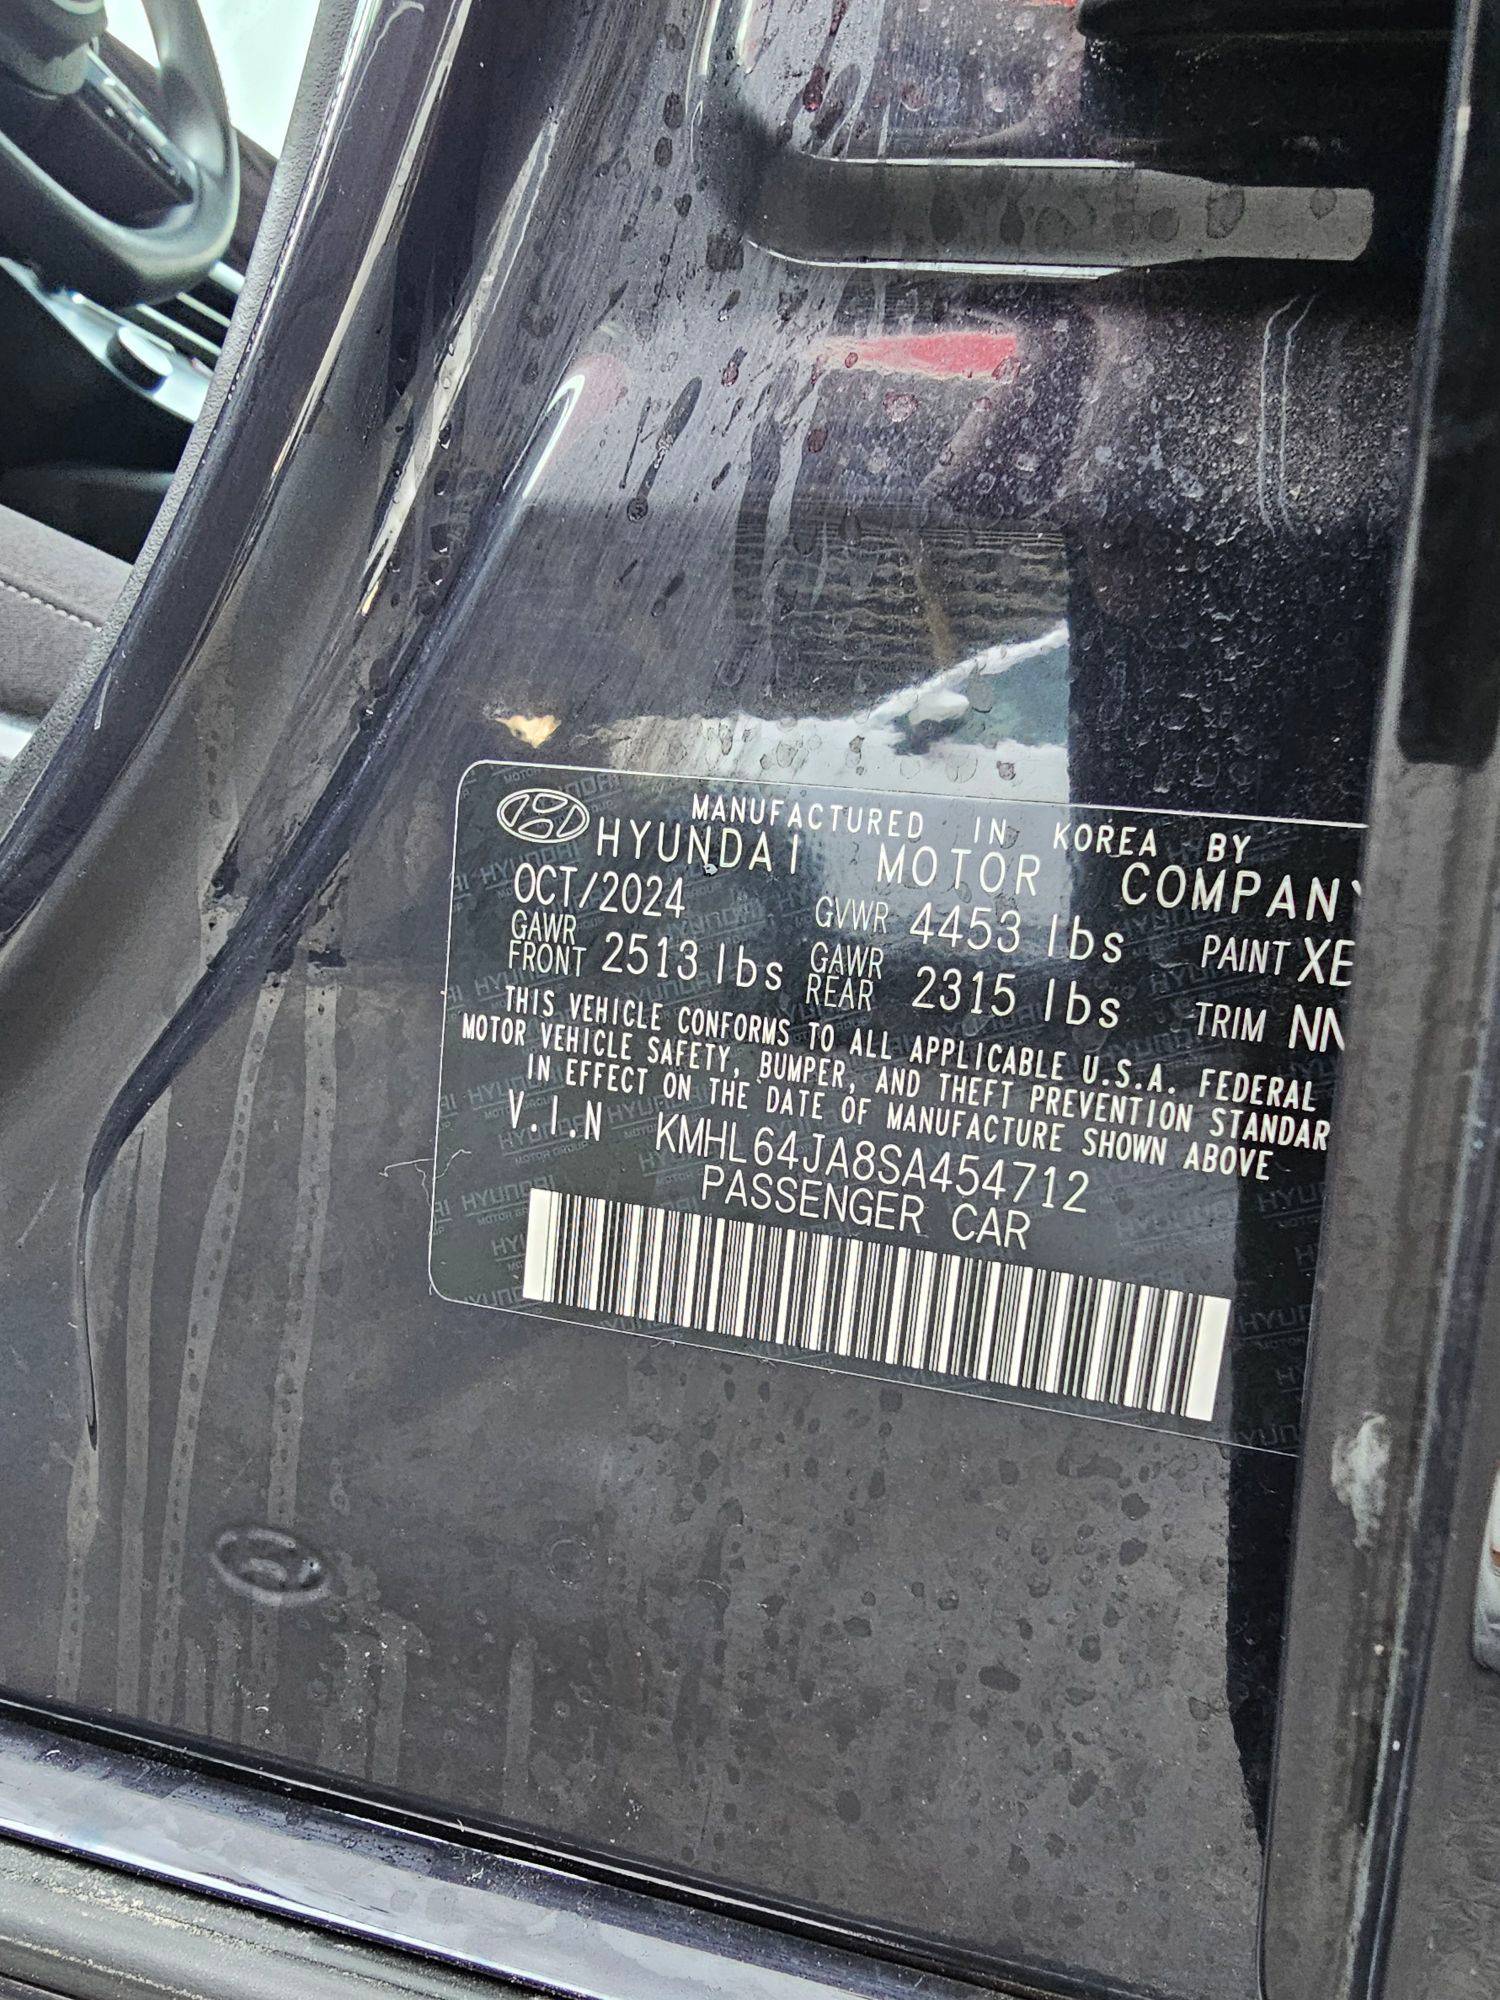 MANUFACTURED IN KOREA BY
HYUNDAI MOTOR COMPANY
OCT/2024 GVWR 4453 lbs PAINT XE
GAWR FRONT 2513 lbs GAWR REAR 2315 lbs TRIM NN
THIS VEHICLE CONFORMS TO ALL APPLICABLE U.S.A. FEDERAL
MOTOR VEHICLE SAFETY, BUMPER, AND THEFT PREVENTION STANDAR
IN EFFECT ON THE DATE OF MANUFACTURE SHOWN ABOVE
V.I.N KMHL64JA8SA454712
PASSENGER CAR